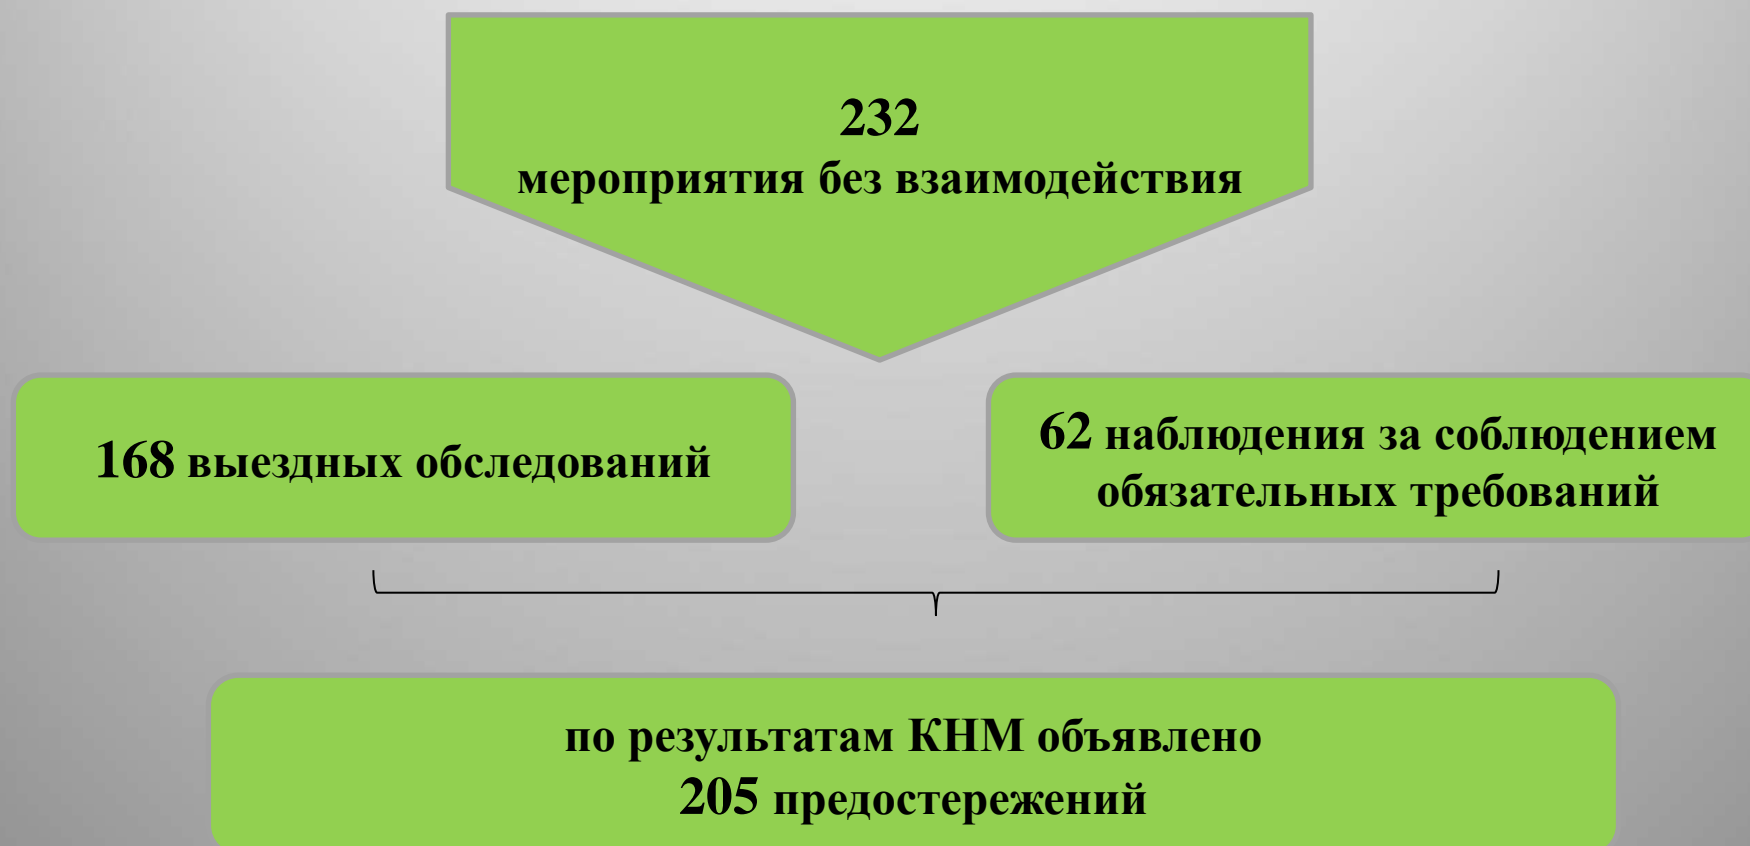 232
мероприятия без взаимодействия
168 выездных обследований
62 наблюдения за соблюдением
обязательных требований
по результатам КНМ объявлено
205 предостережений